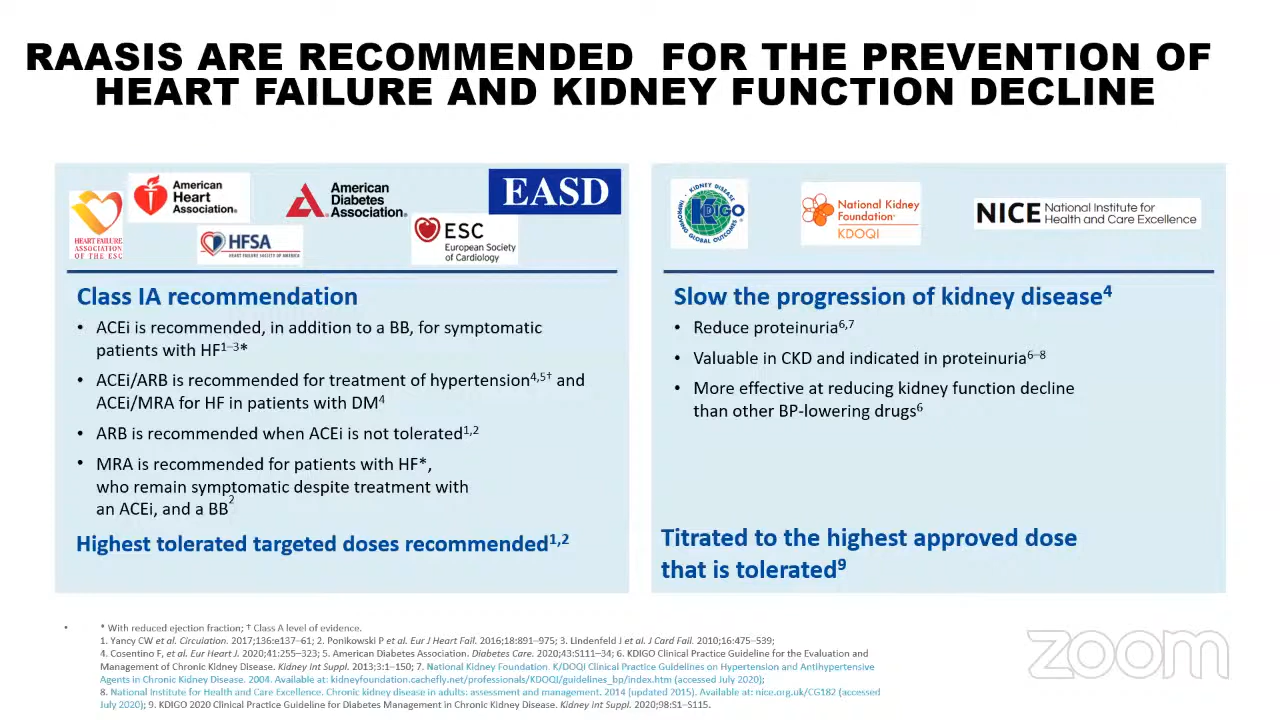 RAASIS ARE RECOMMENDED FOR THE PREVENTION OF
HEART FAILURE AND KIDNEY FUNCTION DECLINE
HEART FAILURE
ASSOCIATION
OF THE ESC
American
Heart
Association®
HFSA
HEART FAILURE SOCIETY OF AMERICA
American
Diabetes
Association®
ESC
European Society
of Cardiology
EASD
Class IA recommendation
• ACEi is recommended, in addition to a BB, for symptomatic
patients with HF1–3*
• ACEi/ARB is recommended for treatment of hypertension4,5† and
ACEi/MRA for HF in patients with DM4
• ARB is recommended when ACEi is not tolerated1,2
• MRA is recommended for patients with HF*,
who remain symptomatic despite treatment with
an ACEi, and a BB2
Highest tolerated targeted doses recommended1,2
KIDNEY DISEASE
KDIGO
IMPROVING GLOBAL OUTCOMES
National Kidney
Foundation™
KDOQI
NICE National Institute for
Health and Care Excellence
Slow the progression of kidney disease4
• Reduce proteinuria6,7
• Valuable in CKD and indicated in proteinuria6–8
• More effective at reducing kidney function decline
than other BP-lowering drugs6
Titrated to the highest approved dose
that is tolerated9
• * With reduced ejection fraction; † Class A level of evidence.
1. Yancy CW et al. Circulation. 2017;136:e137–61; 2. Ponikowski P et al. Eur J Heart Fail. 2016;18:891–975; 3. Lindenfeld J et al. J Card Fail. 2010;16:475–539;
4. Cosentino F, et al. Eur Heart J. 2020;41:255–323; 5. American Diabetes Association. Diabetes Care. 2020;43:S111–34; 6. KDIGO Clinical Practice Guideline for the Evaluation and
Management of Chronic Kidney Disease. Kidney Int Suppl. 2013;3:1–150; 7. National Kidney Foundation. K/DOQI Clinical Practice Guidelines on Hypertension and Antihypertensive
Agents in Chronic Kidney Disease. 2004. Available at: kidneyfoundation.cachefly.net/professionals/KDOQI/guidelines_bp/index.htm (accessed July 2020);
8. National Institute for Health and Care Excellence. Chronic kidney disease in adults: assessment and management. 2014 (updated 2015). Available at: nice.org.uk/CG182 (accessed
July 2020); 9. KDIGO 2020 Clinical Practice Guideline for Diabetes Management in Chronic Kidney Disease. Kidney Int Suppl. 2020;98:S1–S115.
zoom